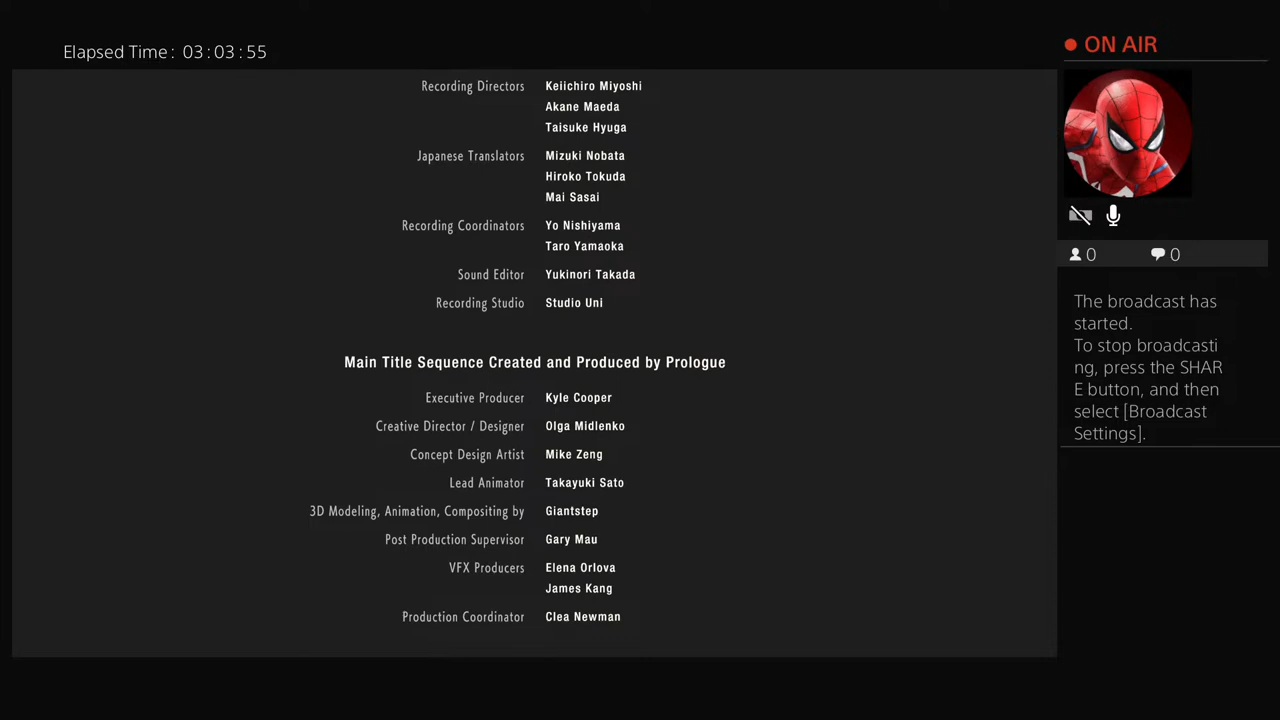 Elapsed Time: 03:03:55
ON AIR
Recording Directors Keiichiro Miyoshi
Akane Maeda
Taisuke Hyuga
Japanese Translators Mizuki Nobata
Hiroko Tokuda
Mai Sasai
Recording Coordinators Yo Nishiyama
Taro Yamaoka
Sound Editor Yukinori Takada
Recording Studio Studio Uni
Main Title Sequence Created and Produced by Prologue
Executive Producer Kyle Cooper
Creative Director / Designer Olga Midlenko
Concept Design Artist Mike Zeng
Lead Animator Takayuki Sato
3D Modeling, Animation, Compositing by Giantstep
Post Production Supervisor Gary Mau
VFX Producers Elena Orlova
James Kang
Production Coordinator Clea Newman
0 0
The broadcast has
started.
To stop broadcasti
ng, press the SHAR
E button, and then
select [Broadcast
Settings].